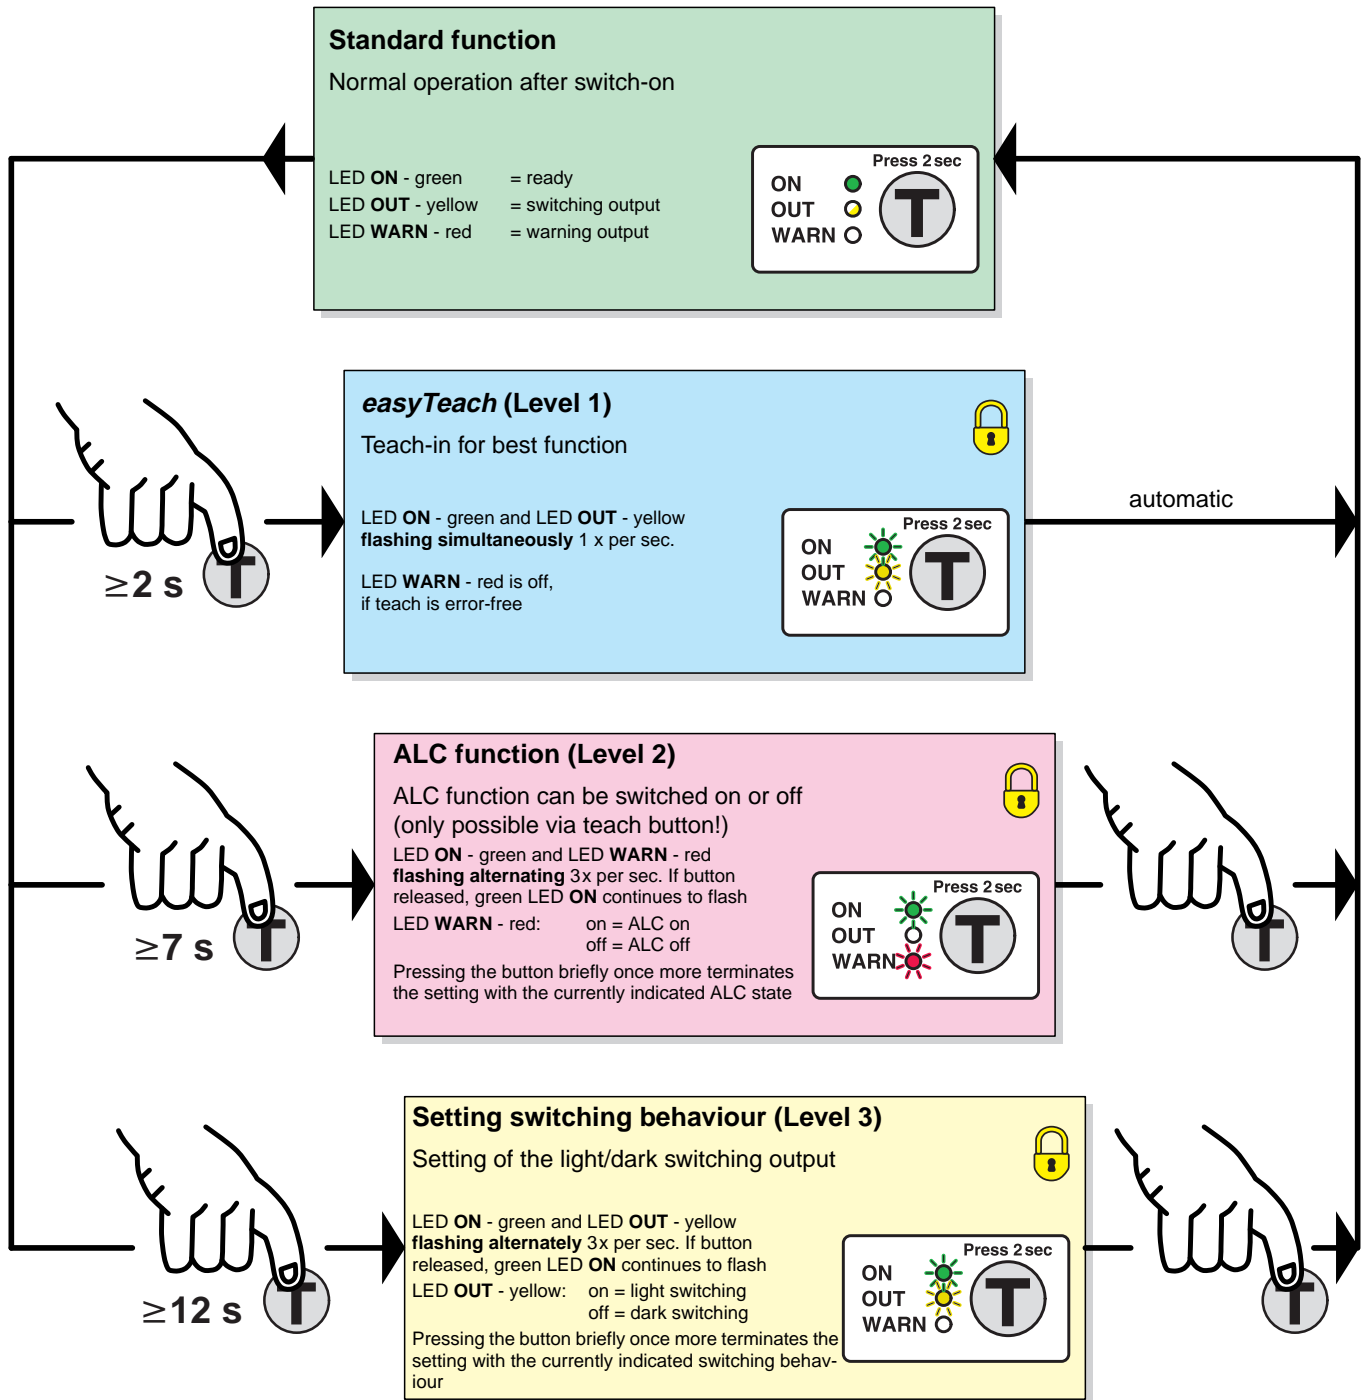 Standard function
Normal operation after switch-on
LED ON - green = ready
LED OUT - yellow = switching output
LED WARN - red = warning output
Press 2 sec
ON
OUT
WARN
T
easyTeach (Level 1)
Teach-in for best function
LED ON - green and LED OUT - yellow
flashing simultaneously 1 x per sec.
LED WARN - red is off,
if teach is error-free
Press 2 sec
ON
OUT
WARN
T
≥2 s
T
automatic
ALC function (Level 2)
ALC function can be switched on or off
(only possible via teach button!)
LED ON - green and LED WARN - red
flashing alternating 3x per sec. If button
released, green LED ON continues to flash
LED WARN - red: on = ALC on
off = ALC off
Pressing the button briefly once more terminates
the setting with the currently indicated ALC state
Press 2 sec
ON
OUT
WARN
T
≥7 s
T
T
Setting switching behaviour (Level 3)
Setting of the light/dark switching output
LED ON - green and LED OUT - yellow
flashing alternately 3x per sec. If button
released, green LED ON continues to flash
LED OUT - yellow: on = light switching
off = dark switching
Pressing the button briefly once more terminates the
setting with the currently indicated switching behav-
iour
Press 2 sec
ON
OUT
WARN
T
≥12 s
T
T